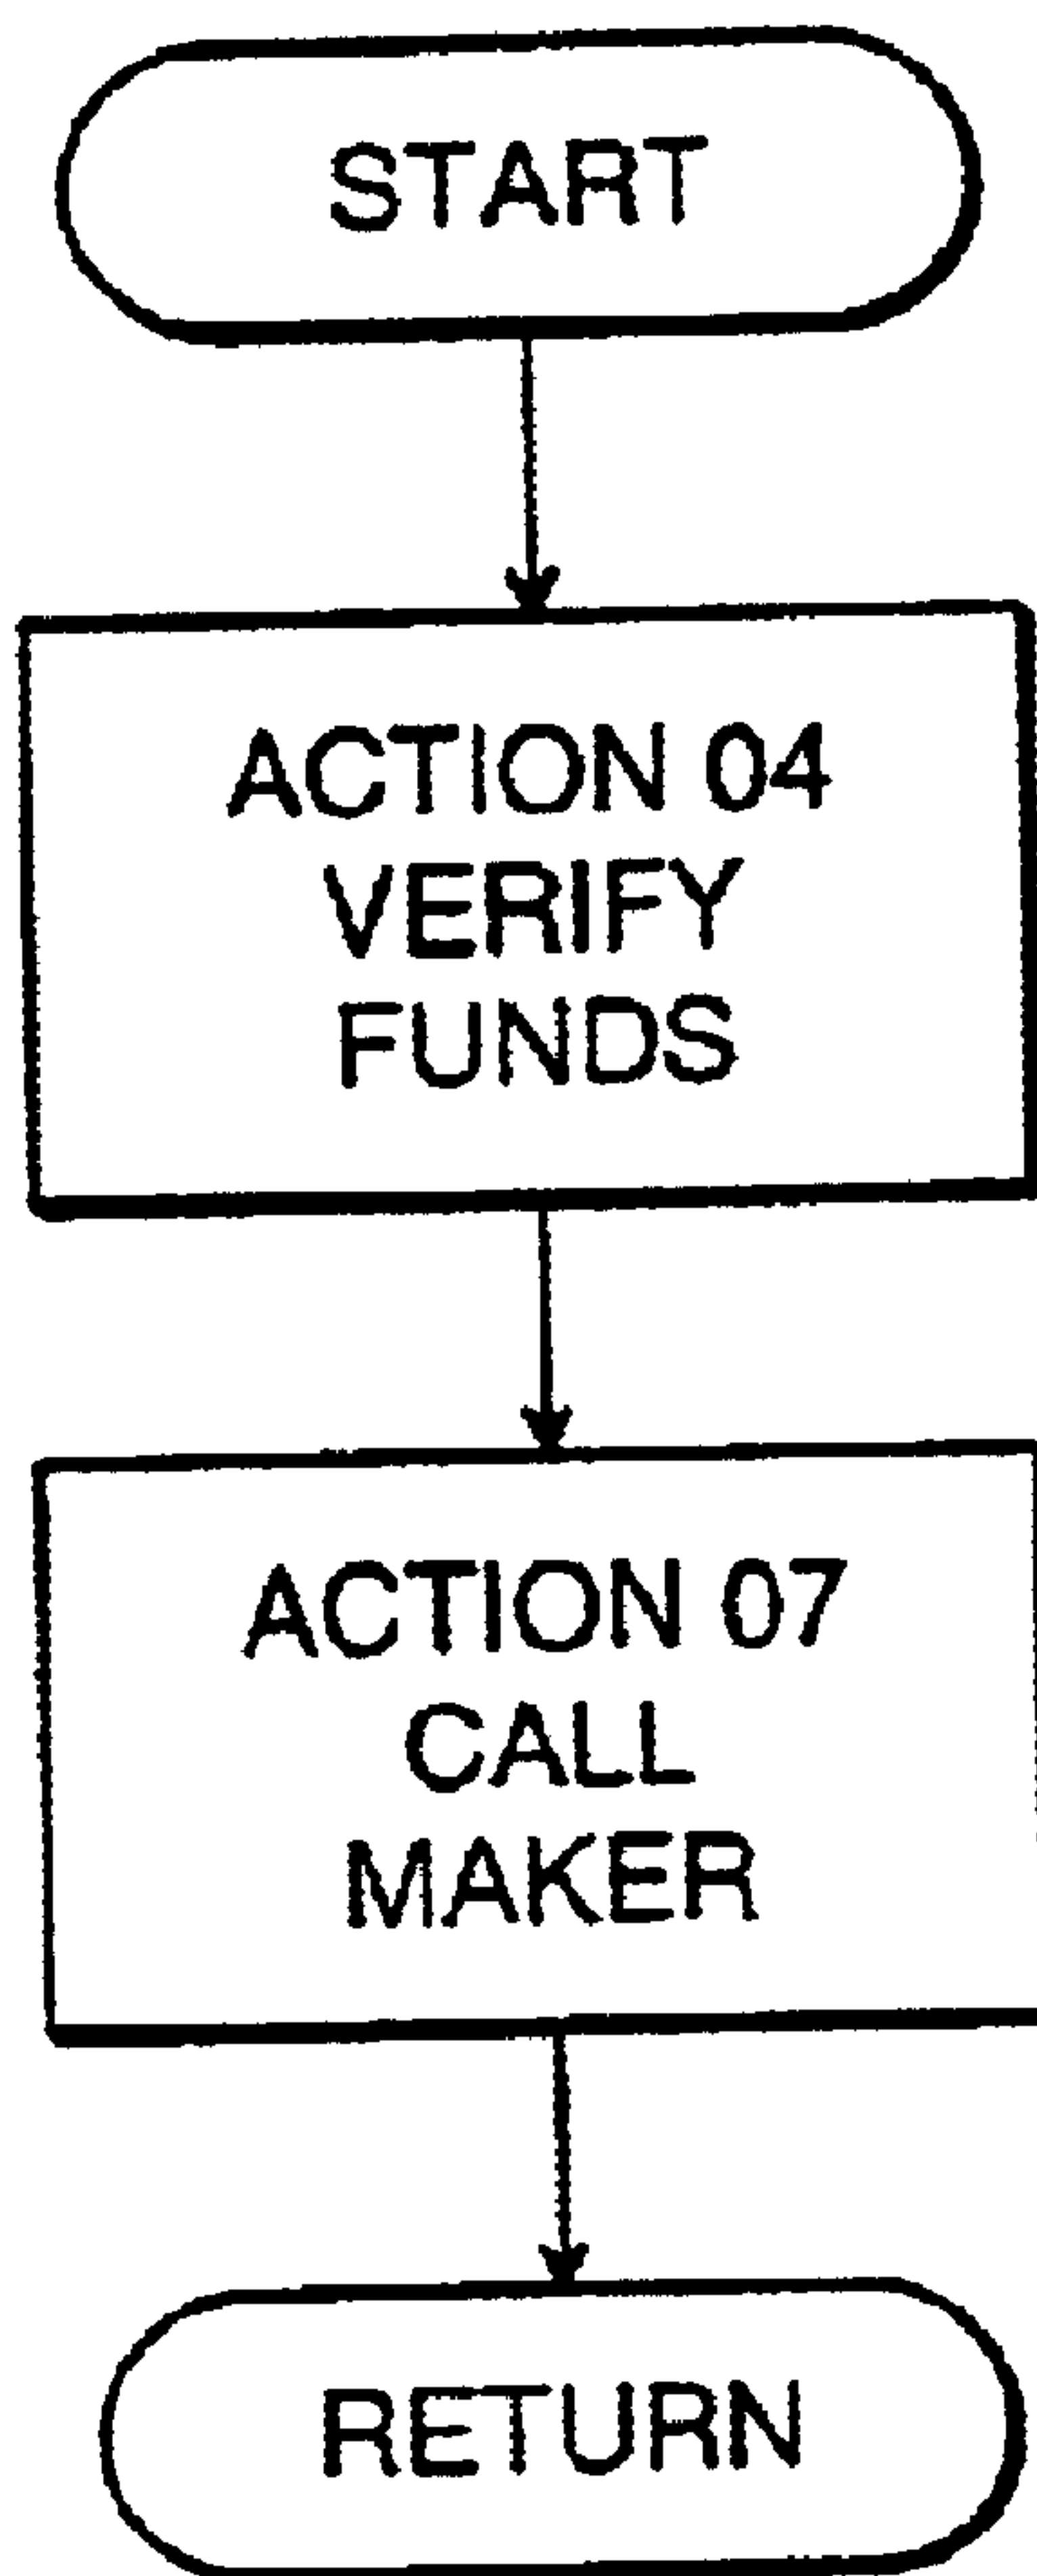 START
ACTION 04
VERIFY
FUNDS
ACTION 07
CALL
MAKER
RETURN